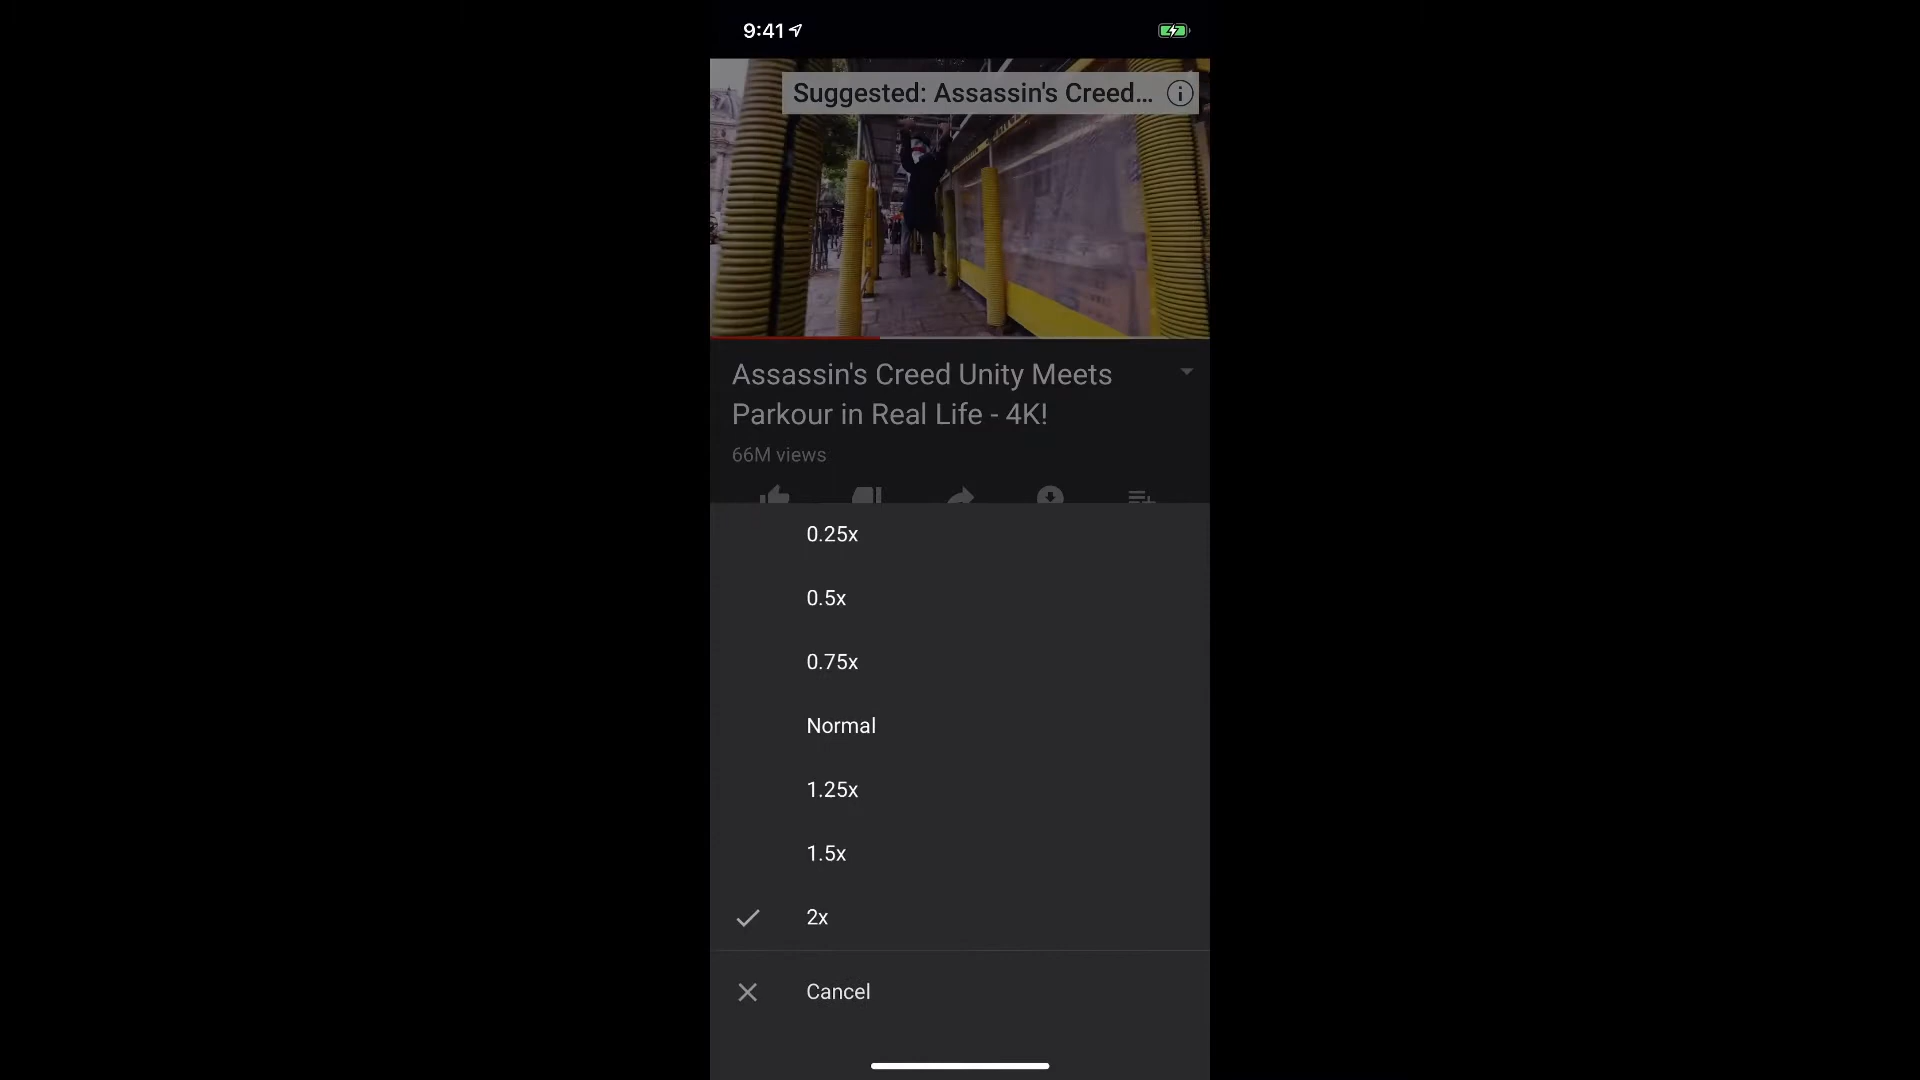 9:41
Suggested: Assassin's Creed...
Assassin's Creed Unity Meets
Parkour in Real Life - 4K!
66M views
0.25x
0.5x
0.75x
Normal
1.25x
1.5x
2x
Cancel